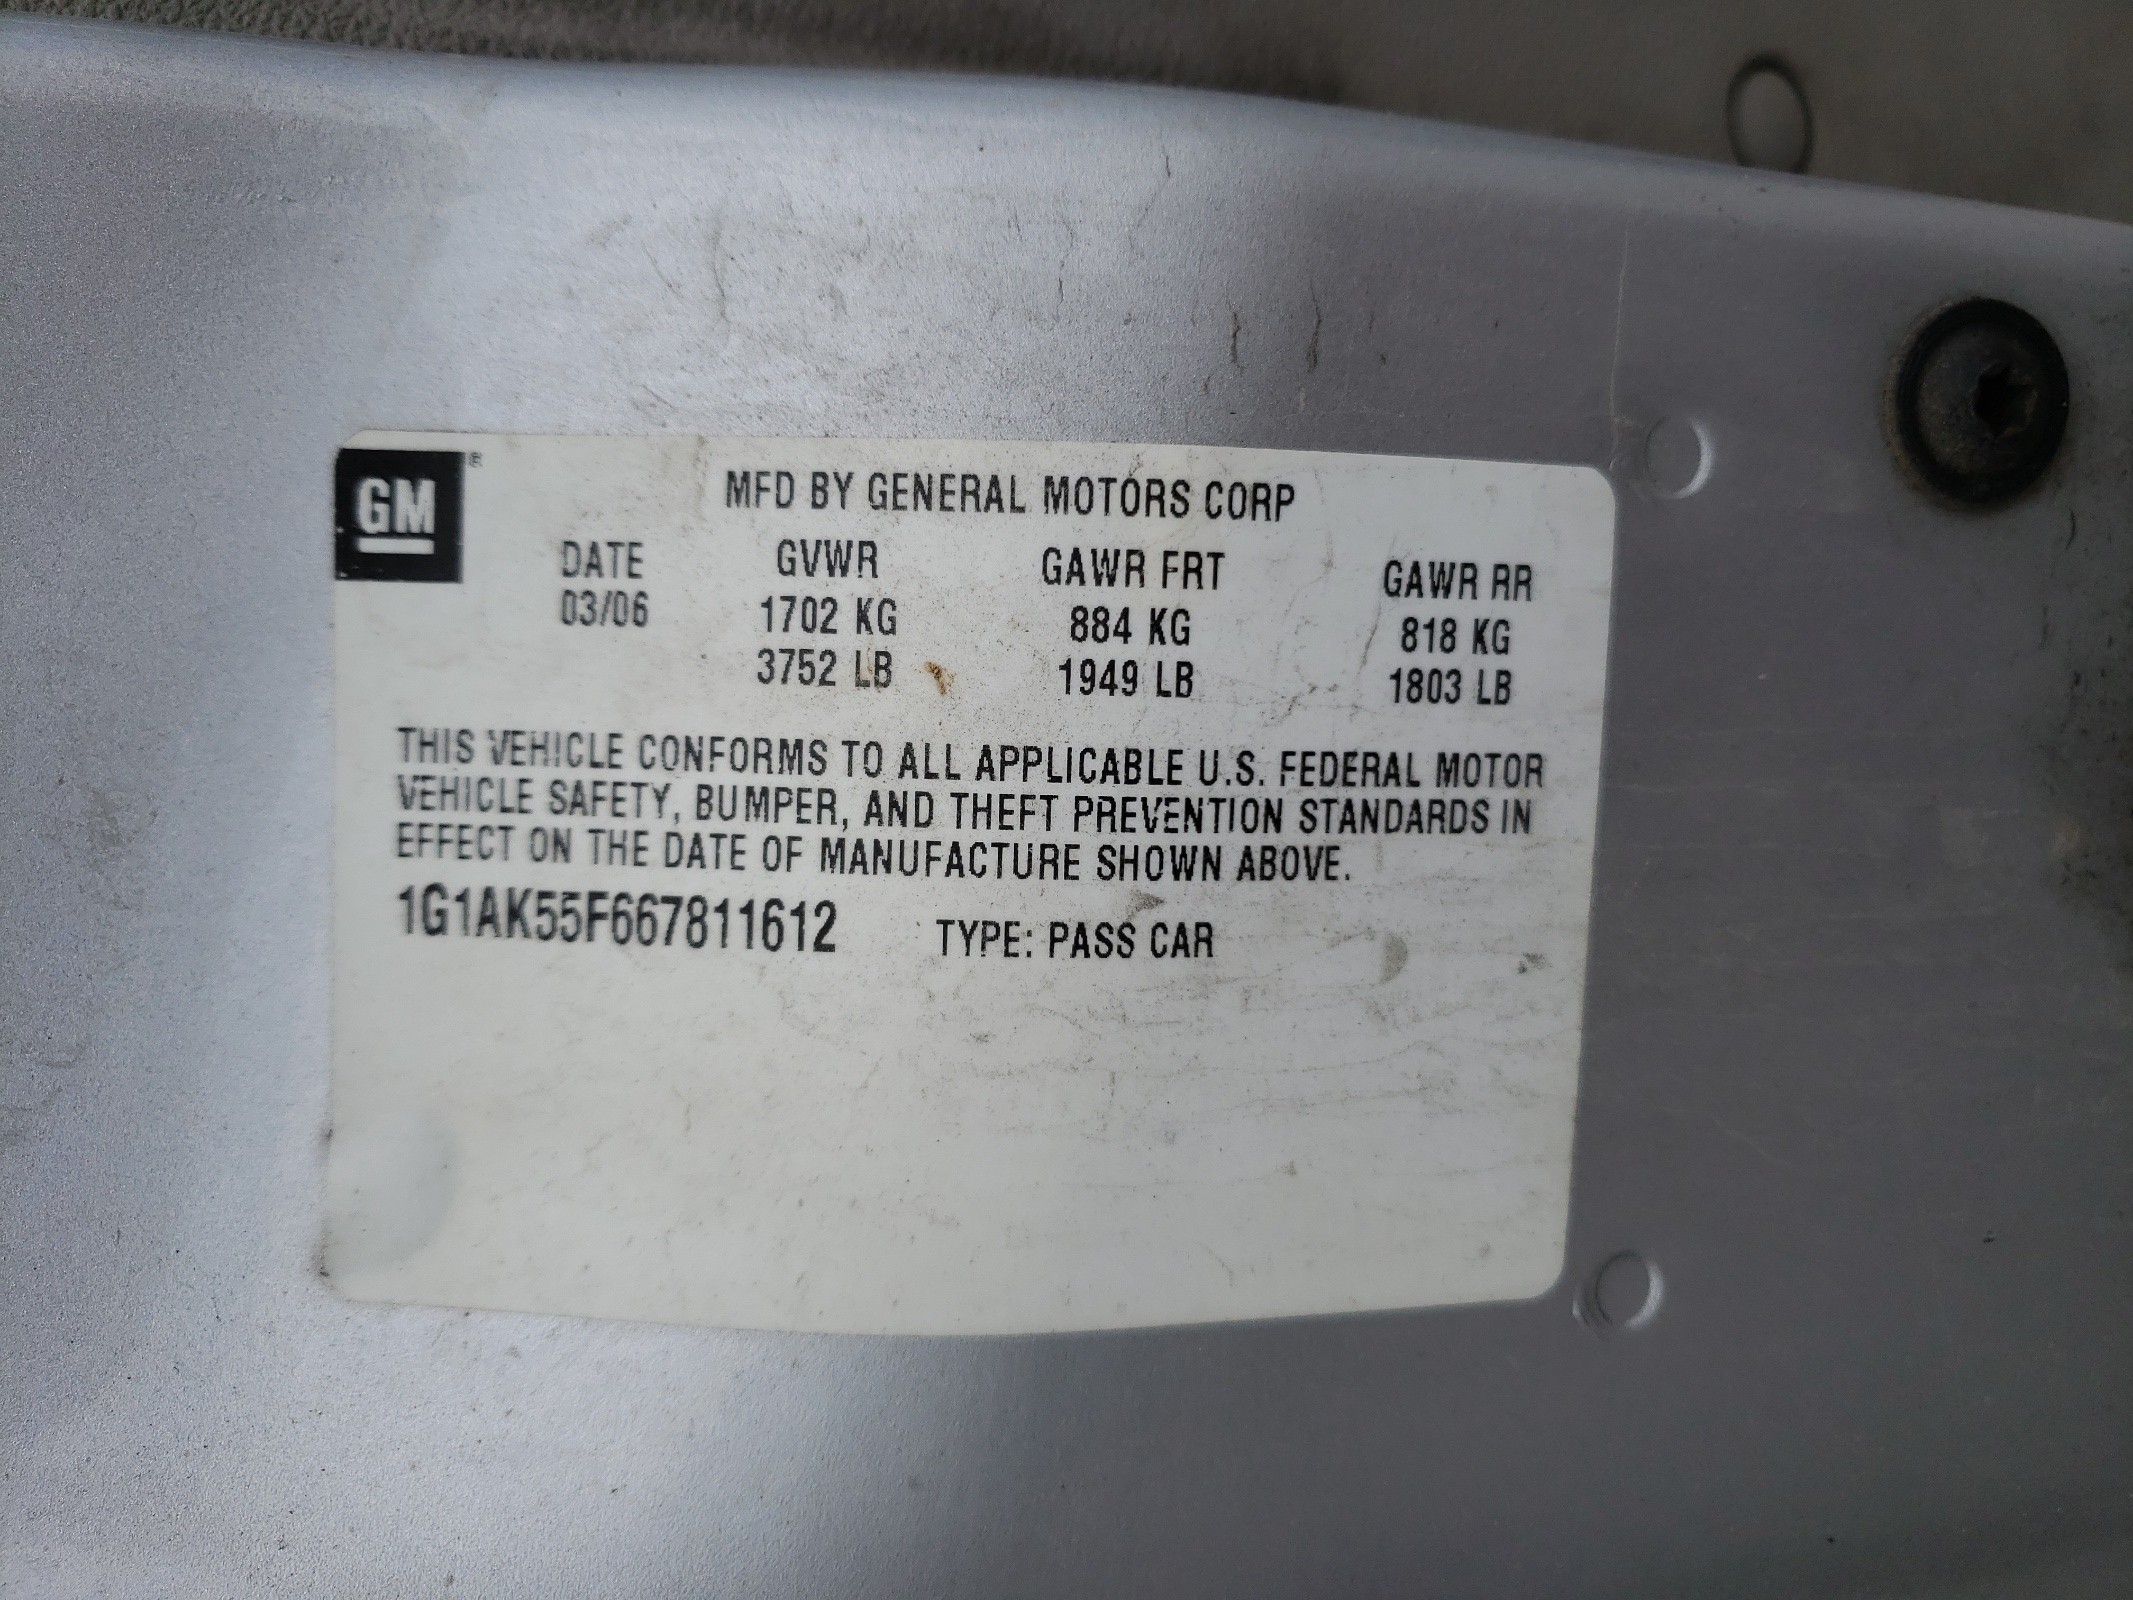 GM ®
MFD BY GENERAL MOTORS CORP
DATE GVWR GAWR FRT GAWR RR
03/06 1702 KG 884 KG 818 KG
3752 LB 1949 LB 1803 LB
THIS VEHICLE CONFORMS TO ALL APPLICABLE U.S. FEDERAL MOTOR
VEHICLE SAFETY, BUMPER, AND THEFT PREVENTION STANDARDS IN
EFFECT ON THE DATE OF MANUFACTURE SHOWN ABOVE.
1G1AK55F667811612 TYPE: PASS CAR